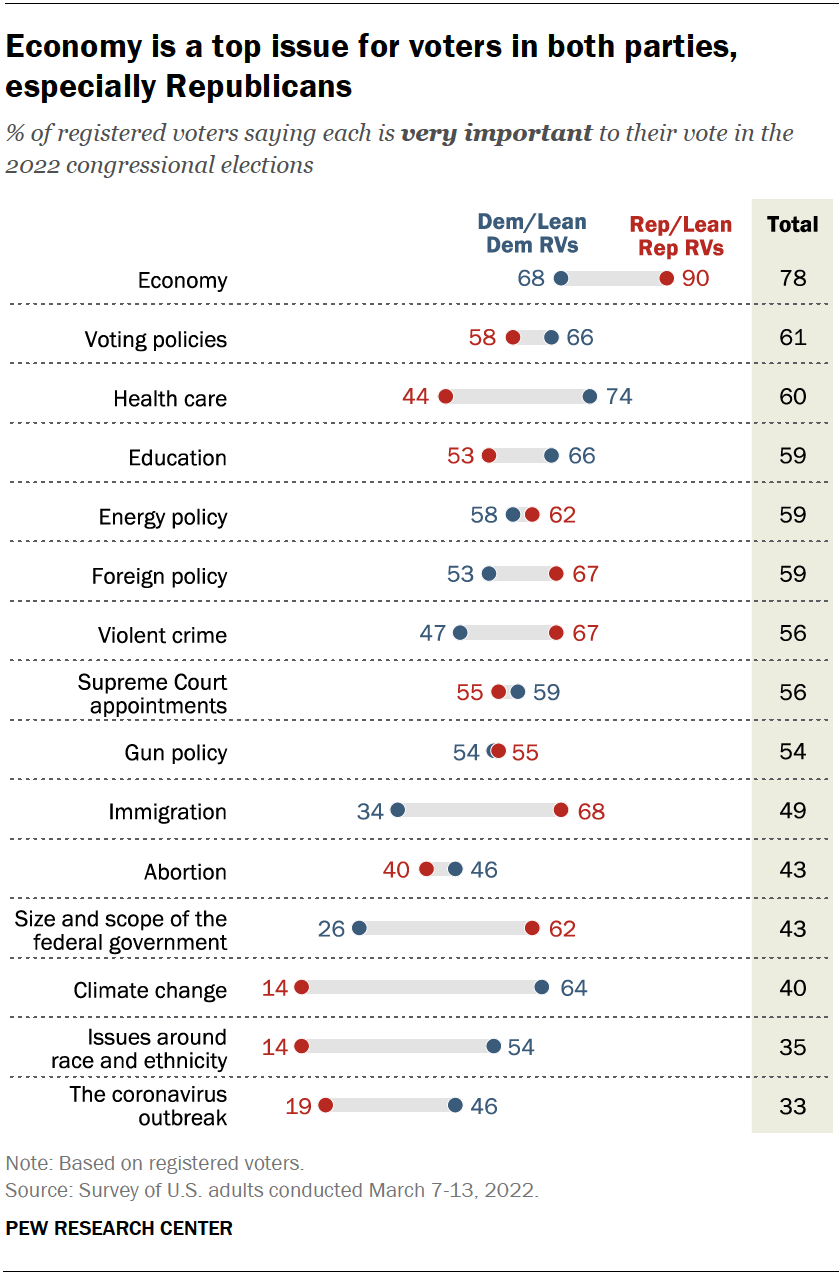 Economy is a top issue for voters in both parties,
especially Republicans
% of registered voters saying each is very important to their vote in the
2022 congressional elections
Dem/Lean Rep/Lean Total
Dem RVs Rep RVs
Economy 68 90 78
Voting policies 58 66 61
Health care 44 74 60
Education 53 66 59
Energy policy 58 62 59
Foreign policy 53 67 59
Violent crime 47 67 56
Supreme Court
appointments 55 59 56
Gun policy 54 55 54
Immigration 34 68 49
Abortion 40 46 43
Size and scope of the
federal government 26 62 43
Climate change 14 64 40
Issues around
race and ethnicity 14 54 35
The coronavirus
outbreak 19 46 33
Note: Based on registered voters.
Source: Survey of U.S. adults conducted March 7-13, 2022.
PEW RESEARCH CENTER